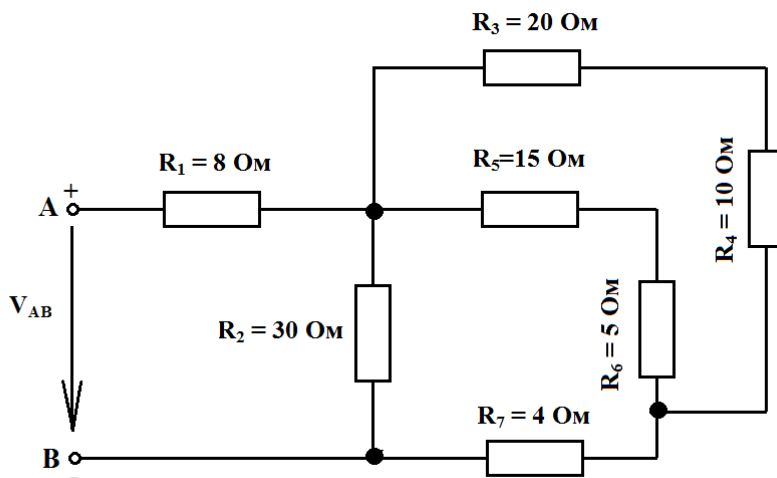 R₃ = 20 Ом
R₁ = 8 Ом
R₅=15 Ом
R₄ = 10 Ом
+
A
V_AB
R₂ = 30 Ом
R₆ = 5 Ом
R₇ = 4 Ом
B
-